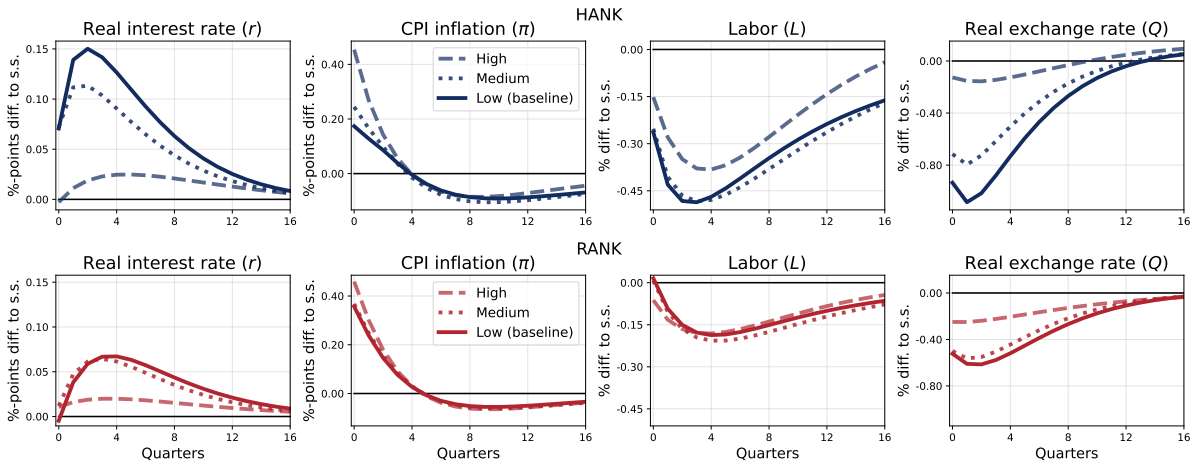 HANK
Real interest rate (r)
%-points diff. to s.s.
0.15
0.10
0.05
0.00
0
4
8
12
16
CPI inflation (π)
%-points diff. to s.s.
0.40
0.20
0.00
High
Medium
Low (baseline)
0
4
8
12
16
Labor (L)
% diff. to s.s.
0.00
-0.15
-0.30
-0.45
0
4
8
12
16
Real exchange rate (Q)
% diff. to s.s.
0.00
-0.40
-0.80
0
4
8
12
16
RANK
Real interest rate (r)
%-points diff. to s.s.
0.15
0.10
0.05
0.00
0
4
8
12
16
Quarters
CPI inflation (π)
%-points diff. to s.s.
0.40
0.20
0.00
High
Medium
Low (baseline)
0
4
8
12
16
Quarters
Labor (L)
% diff. to s.s.
0.00
-0.15
-0.30
-0.45
0
4
8
12
16
Quarters
Real exchange rate (Q)
% diff. to s.s.
0.00
-0.40
-0.80
0
4
8
12
16
Quarters